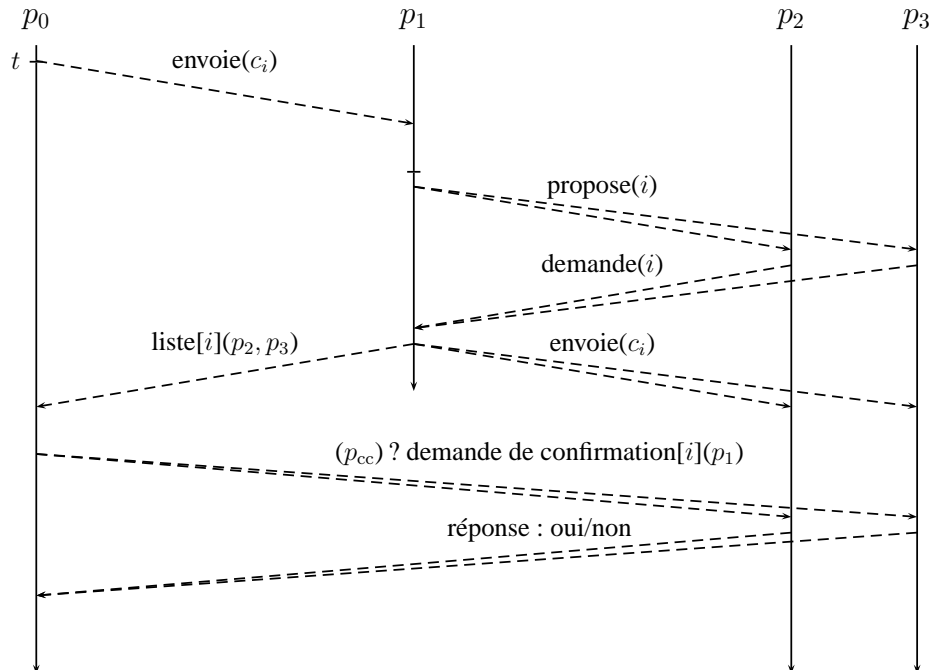 p₀ p₁ p₂ p₃
t
envoie(cᵢ)
propose(i)
demande(i)
liste[i](p₂, p₃) envoie(cᵢ)
(p_cc) ? demande de confirmation[i](p₁)
réponse : oui/non